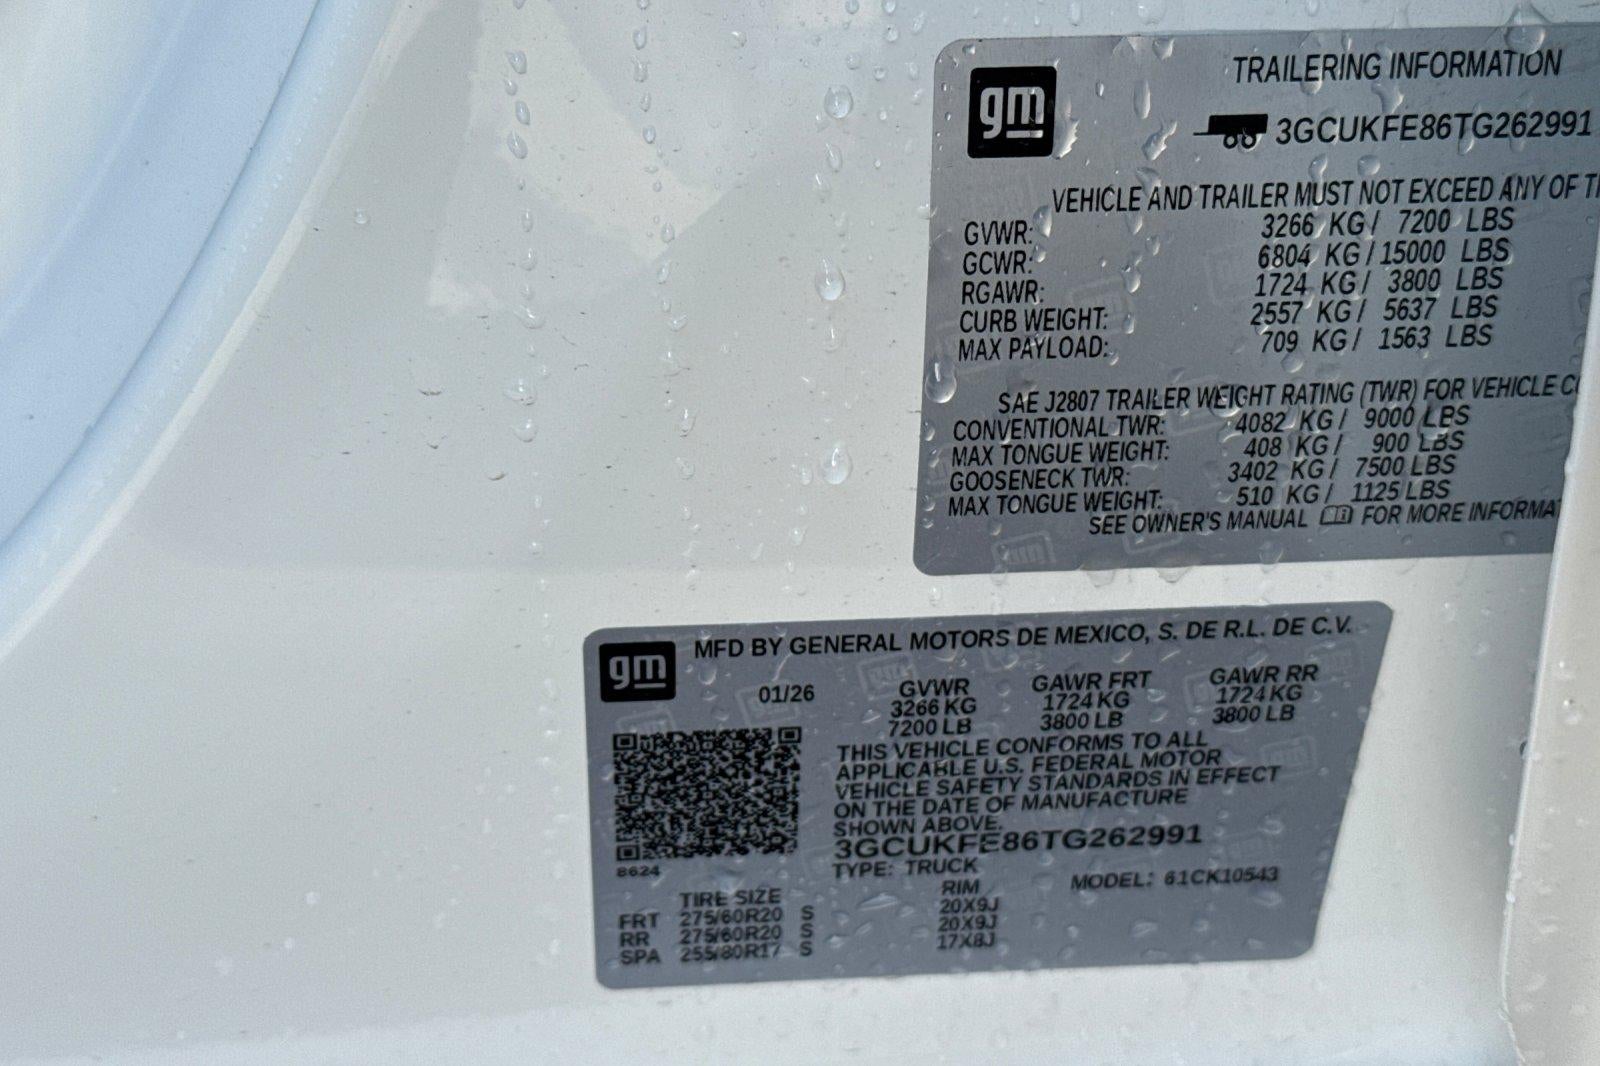 gm
TRAILERING INFORMATION
3GCUKFE86TG262991
VEHICLE AND TRAILER MUST NOT EXCEED ANY OF
GVWR: 3266 KG/ 7200 LBS
GCWR: 6804 KG/15000 LBS
RGAWR: 1724 KG/ 3800 LBS
CURB WEIGHT: 2557 KG/ 5637 LBS
MAX PAYLOAD: 709 KG/ 1563 LBS
SAE J2807 TRAILER WEIGHT RATING (TWR) FOR VEHICLE
CONVENTIONAL TWR: 4082 KG/ 9000 LBS
MAX TONGUE WEIGHT: 408 KG/ 900 LBS
GOOSENECK TWR: 3402 KG/ 7500 LBS
MAX TONGUE WEIGHT: 510 KG/ 1125 LBS
SEE OWNER'S MANUAL FOR MORE INFORMA
gm
MFD BY GENERAL MOTORS DE MEXICO, S. DE R.L. DE C.V.
01/26 GVWR GAWR FRT GAWR RR
3266 KG 1724 KG 1724 KG
7200 LB 3800 LB 3800 LB
THIS VEHICLE CONFORMS TO ALL
APPLICABLE U.S. FEDERAL MOTOR
VEHICLE SAFETY STANDARDS IN EFFECT
ON THE DATE OF MANUFACTURE
SHOWN ABOVE.
3GCUKFE86TG262991
8624 TYPE: TRUCK
MODEL: 61CK10543
TIRE SIZE RIM
FRT 275/60R20 S 20X9J
RR 275/60R20 S 20X9J
SPA 255/80R17 S 17X8J